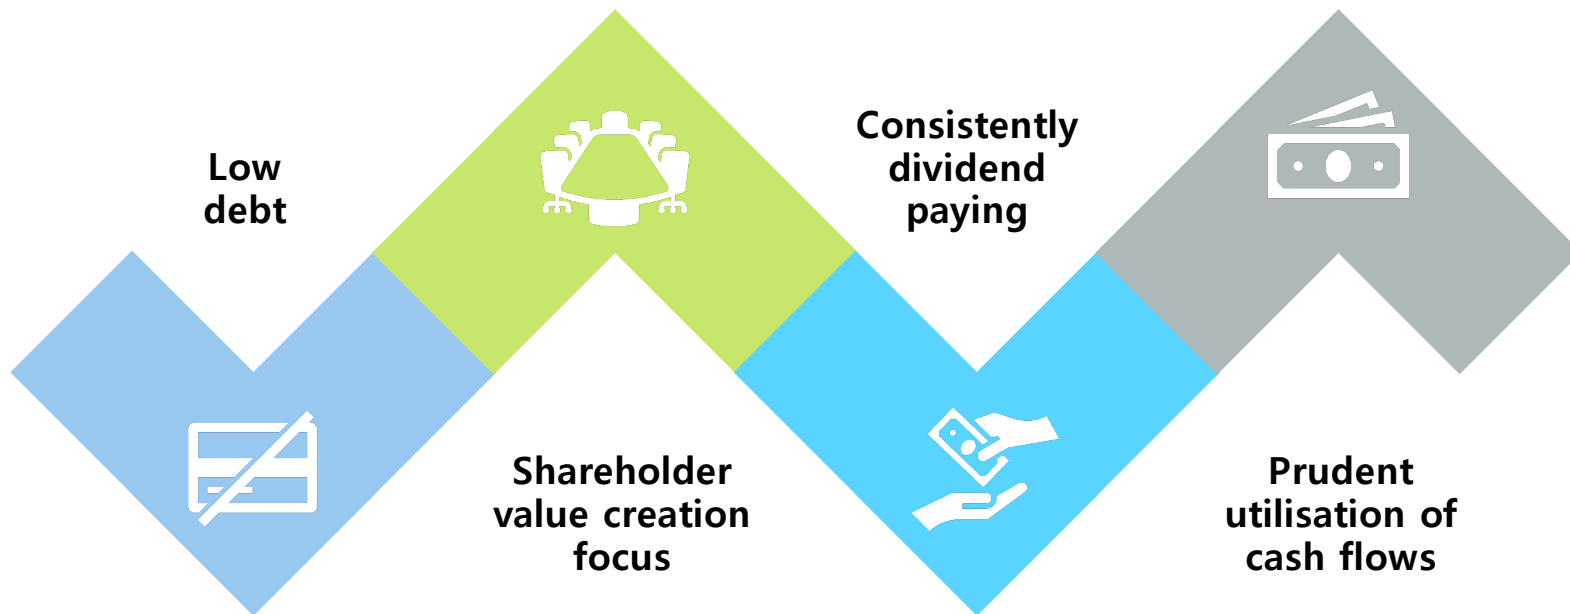 Low
debt
Shareholder
value creation
focus
Consistently
dividend
paying
Prudent
utilisation of
cash flows